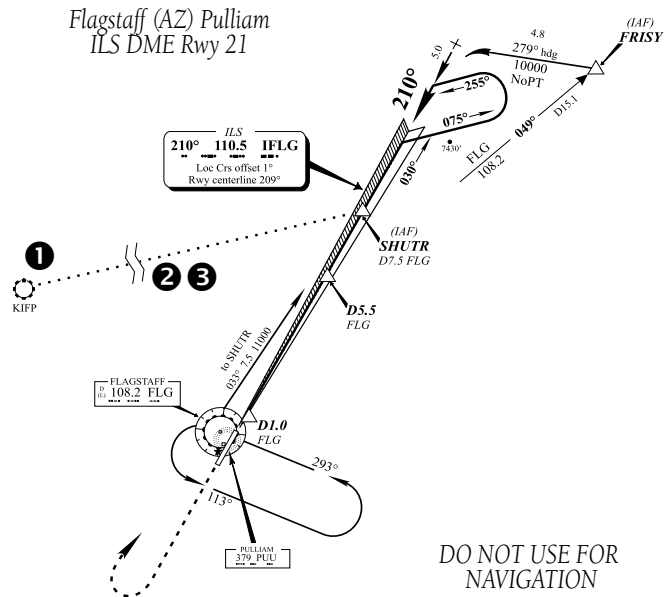 Flagstaff (AZ) Pulliam
ILS DME Rwy 21
(IAF)
FRISY
4.8
279° hdg
10000
NoPT
D15.1
049°
FLG
108.2
5.0
210°
255°
075°
7430'
030°
ILS
210° 110.5 IFLG
Loc Crs offset 1°
Rwy centerline 209°
(IAF)
SHUTR
D7.5 FLG
1
2 3
KIFP
D5.5
FLG
to SHUTR
033° 7.5 11000
FLAGSTAFF
D
(L) 108.2 FLG
D1.0
FLG
293°
113°
PULLIAM
379 PUU
DO NOT USE FOR
NAVIGATION